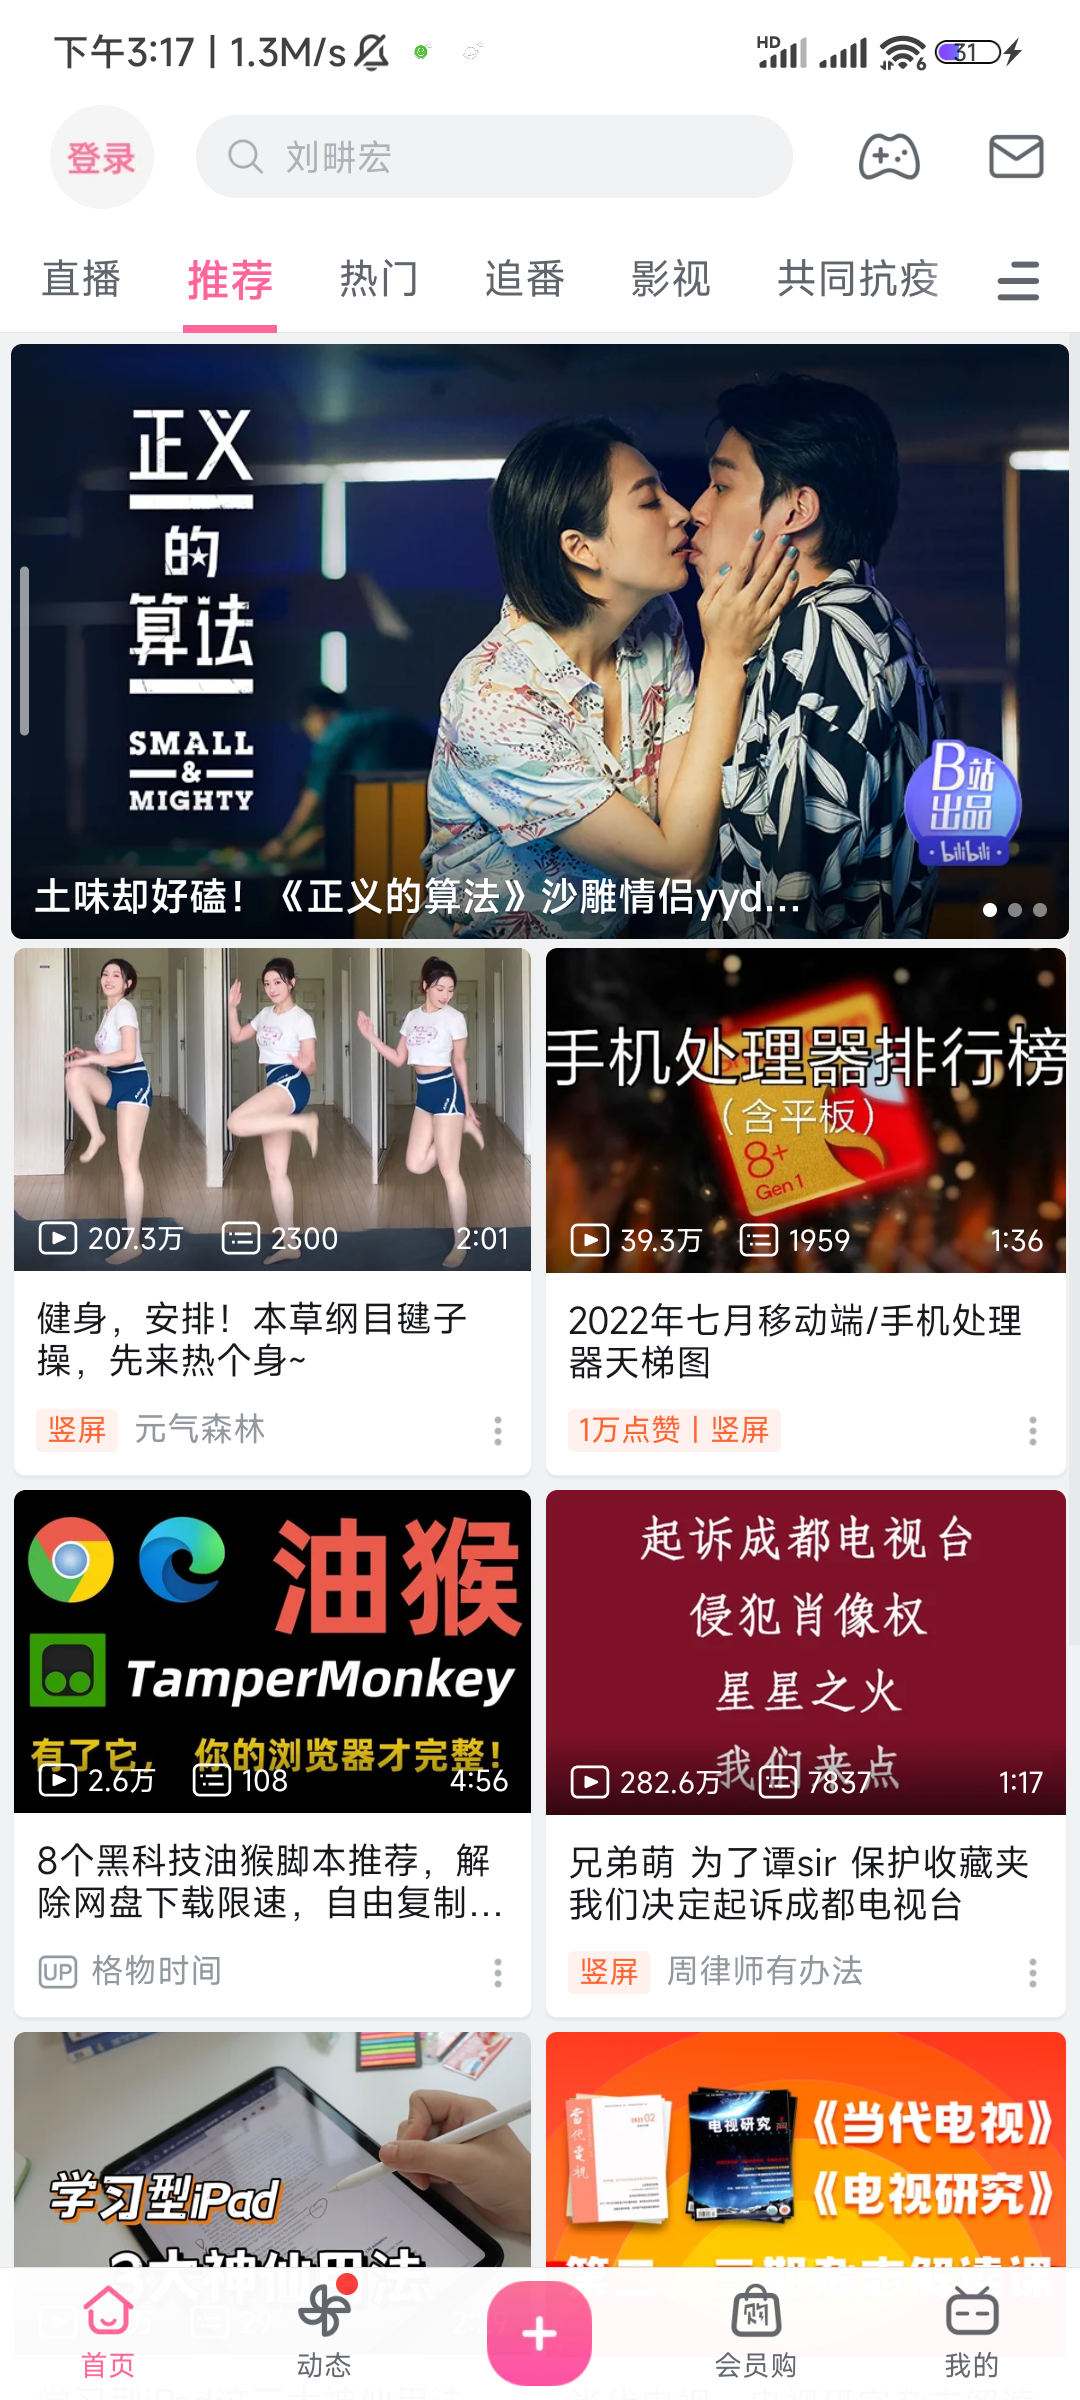 下午3:17 | 1.3M/s
HD
6
31
登录
刘畊宏
直播 推荐 热门 追番 影视 共同抗疫
正义
的
算法
SMALL
&
MIGHTY
B站
出品
bilibili
土味却好磕！《正义的算法》沙雕情侣yyd...
207.3万 2300 2:01
健身，安排！本草纲目毽子
操，先来热个身~
竖屏 元气森林
手机处理器排行榜
（含平板）
8+
Gen1
39.3万 1959 1:36
2022年七月移动端/手机处理
器天梯图
1万点赞 | 竖屏
油猴
TamperMonkey
有了它， 你的浏览器才完整！
2.6万 108 4:56
8个黑科技油猴脚本推荐，解
除网盘下载限速，自由复制...
UP 格物时间
起诉成都电视台
侵犯肖像权
星星之火
我们来点
282.6万 7837 1:17
兄弟萌 为了谭sir 保护收藏夹
我们决定起诉成都电视台
竖屏 周律师有办法
学习型iPad
3大神仙用法
当代电视
02
电视研究
《当代电视》
《电视研究》
首页 动态 会员购 我的